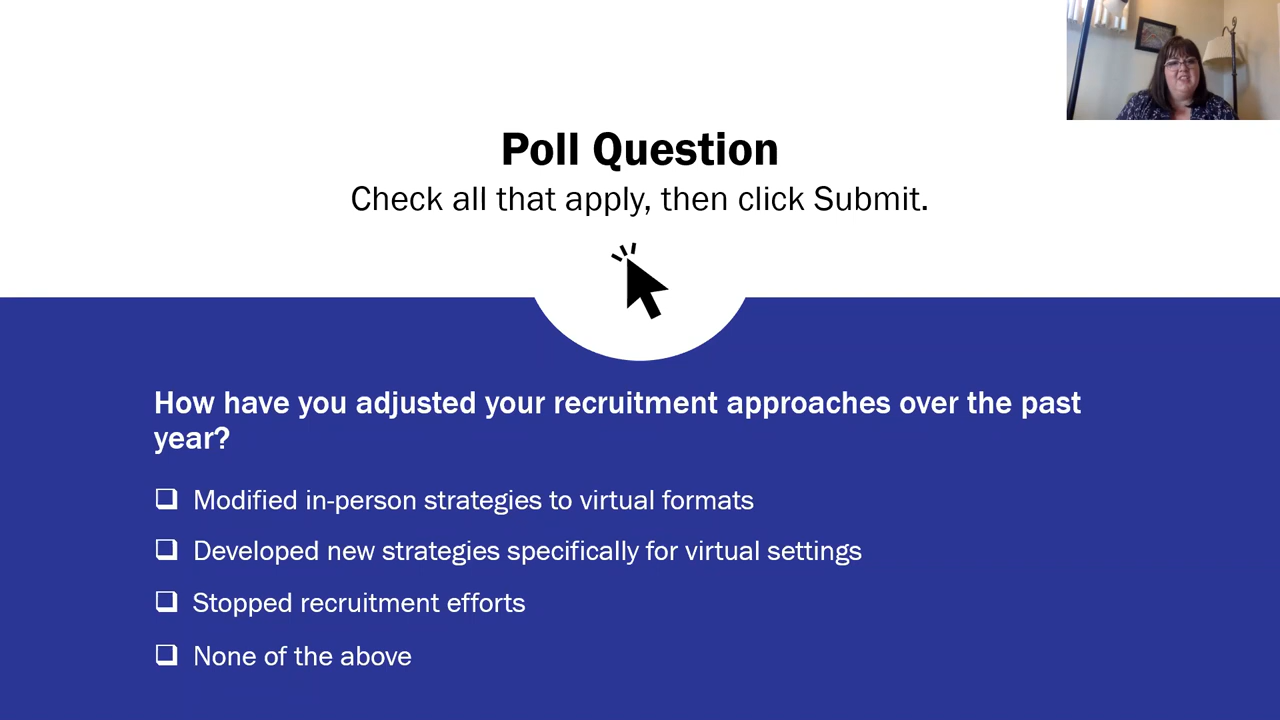 Poll Question
Check all that apply, then click Submit.
How have you adjusted your recruitment approaches over the past
year?
Modified in-person strategies to virtual formats
Developed new strategies specifically for virtual settings
Stopped recruitment efforts
None of the above